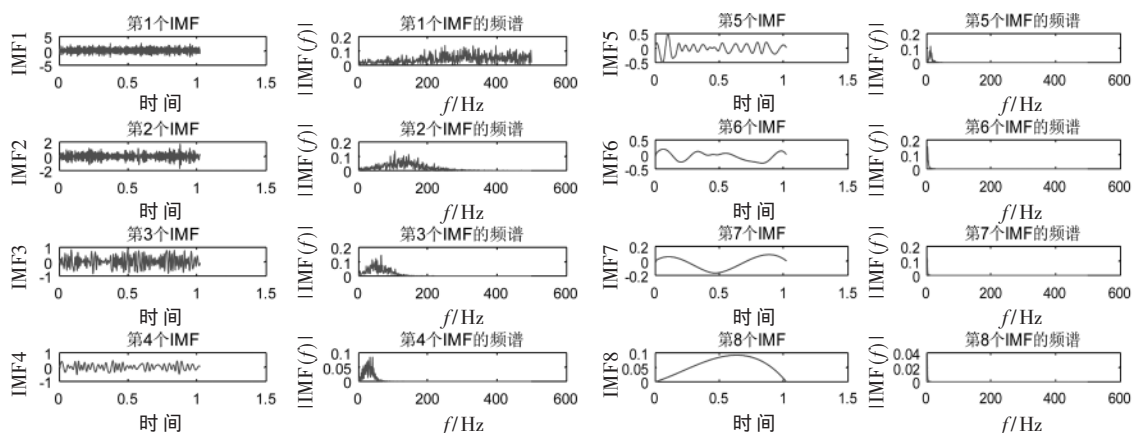 第1个IMF
IMF1
5
0
-5
0 0.5 1 1.5
时间
第1个IMF的频谱
|IMF(f)|
0.2
0.1
0
0 200 400 600
f/Hz
第2个IMF
IMF2
2
0
-2
0 0.5 1 1.5
时间
第2个IMF的频谱
|IMF(f)|
0.2
0.1
0
0 200 400 600
f/Hz
第3个IMF
IMF3
1
0
-1
0 0.5 1 1.5
时间
第3个IMF的频谱
|IMF(f)|
0.2
0.1
0
0 200 400 600
f/Hz
第4个IMF
IMF4
1
0
-1
0 0.5 1 1.5
时间
第4个IMF的频谱
|IMF(f)|
0.1
0.05
0
0 200 400 600
f/Hz
第5个IMF
IMF5
0.5
0
-0.5
0 0.5 1 1.5
时间
第5个IMF的频谱
|IMF(f)|
0.2
0.1
0
0 200 400 600
f/Hz
第6个IMF
IMF6
0.5
0
-0.5
0 0.5 1 1.5
时间
第6个IMF的频谱
|IMF(f)|
0.2
0.1
0
0 200 400 600
f/Hz
第7个IMF
IMF7
0.2
0
-0.2
0 0.5 1 1.5
时间
第7个IMF的频谱
|IMF(f)|
0.2
0.1
0
0 200 400 600
f/Hz
第8个IMF
IMF8
0.1
0.05
0
0 0.5 1 1.5
时间
第8个IMF的频谱
|IMF(f)|
0.04
0.02
0
0 200 400 600
f/Hz